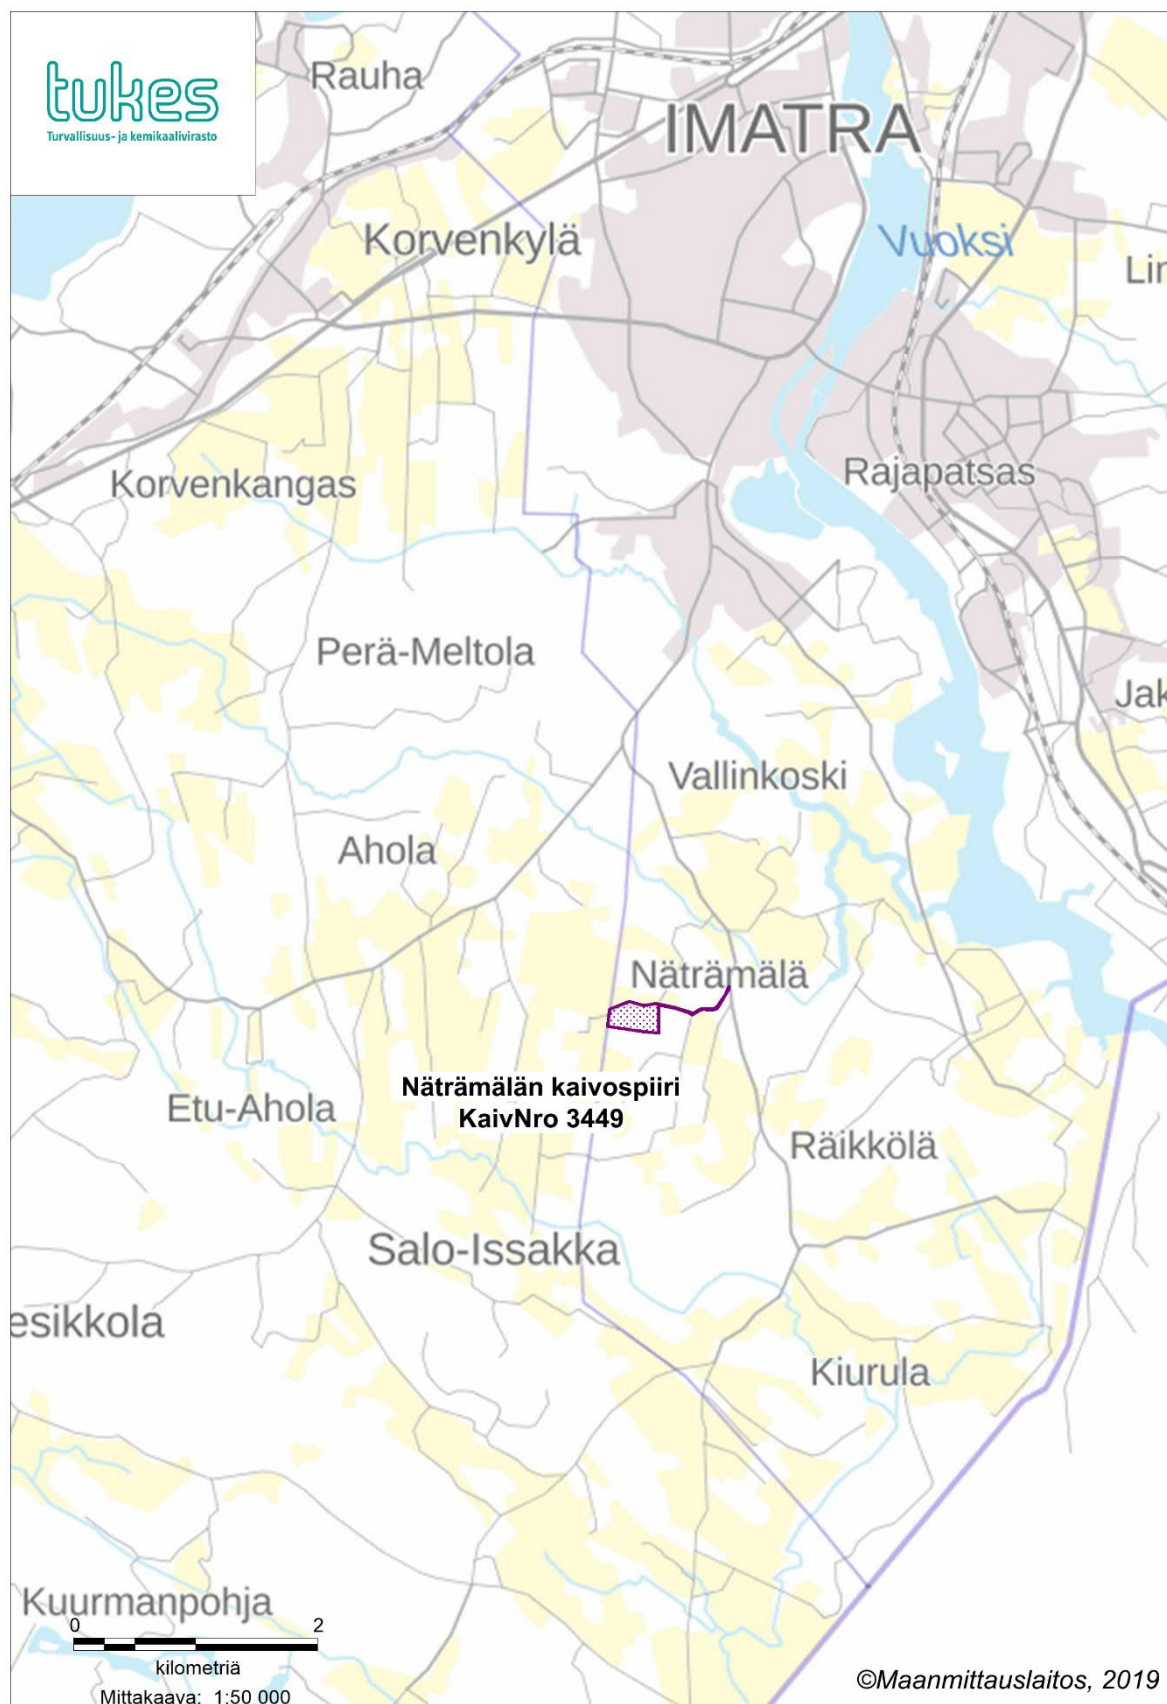 tukes
Turvallisuus- ja kemikaalivirasto
Rauha
IMATRA
Korvenkylä
Vuoksi
Lin
Korvenkangas
Rajapatsas
Perä-Meltola
Jak
Vallinkoski
Ahola
Näträmälä
Näträmälän kaivospiiri
KaivNro 3449
Etu-Ahola
Räikkölä
Salo-Issakka
esikkola
Kiurula
Kuurmanpohja
0 2
kilometriä
Mittakaava: 1:50 000
©Maanmittauslaitos, 2019